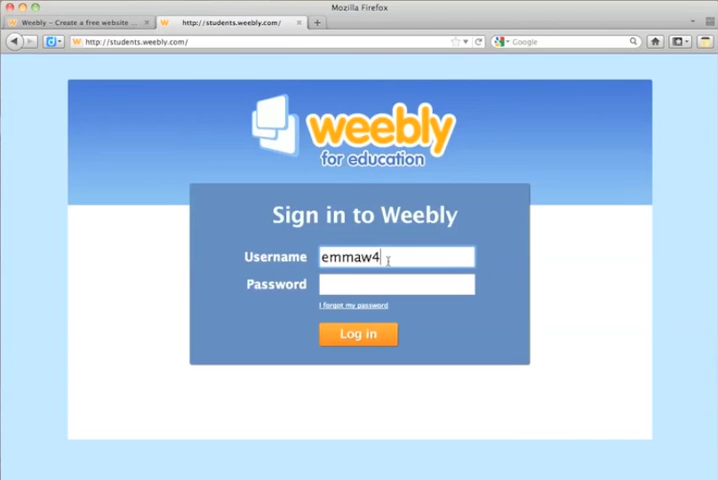 Mozilla Firefox
Weebly - Create a free website ...
http://students.weebly.com/
http://students.weebly.com/
Google
weebly
for education
Sign in to Weebly
Username
emmaw4
Password
I forgot my password
Log in